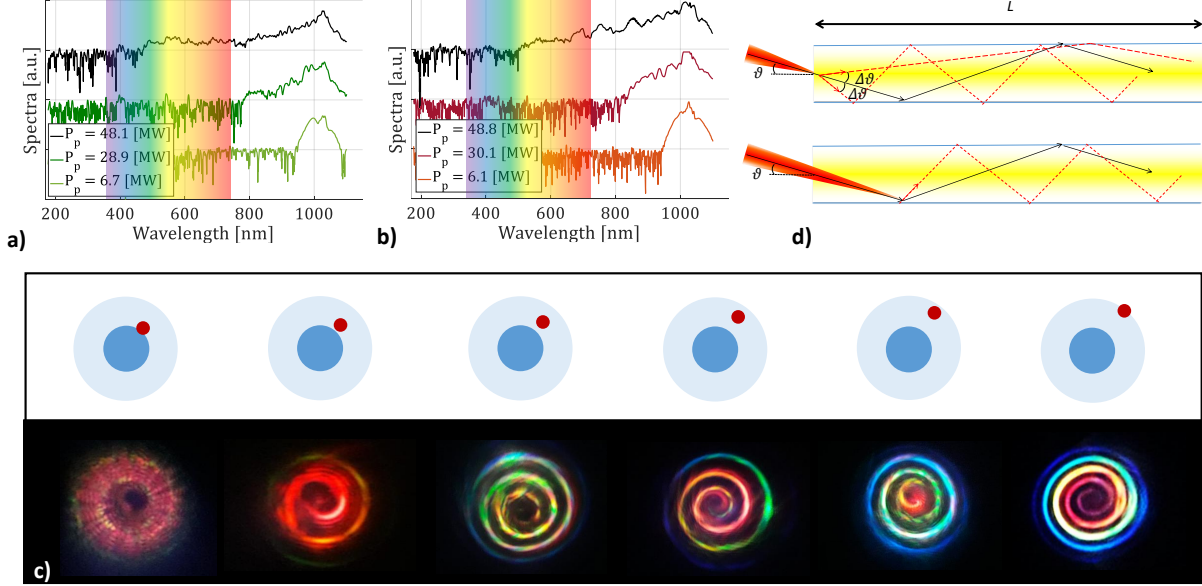 Spectra [a.u.]
P_p = 48.1 [MW]
P_p = 28.9 [MW]
P_p = 6.7 [MW]
200 400 600 800 1000
Wavelength [nm]
a)
Spectra [a.u.]
P_p = 48.8 [MW]
P_p = 30.1 [MW]
P_p = 6.1 [MW]
200 400 600 800 1000
Wavelength [nm]
b)
L
ϑ
Δϑ
Δϑ
ϑ
d)
c)